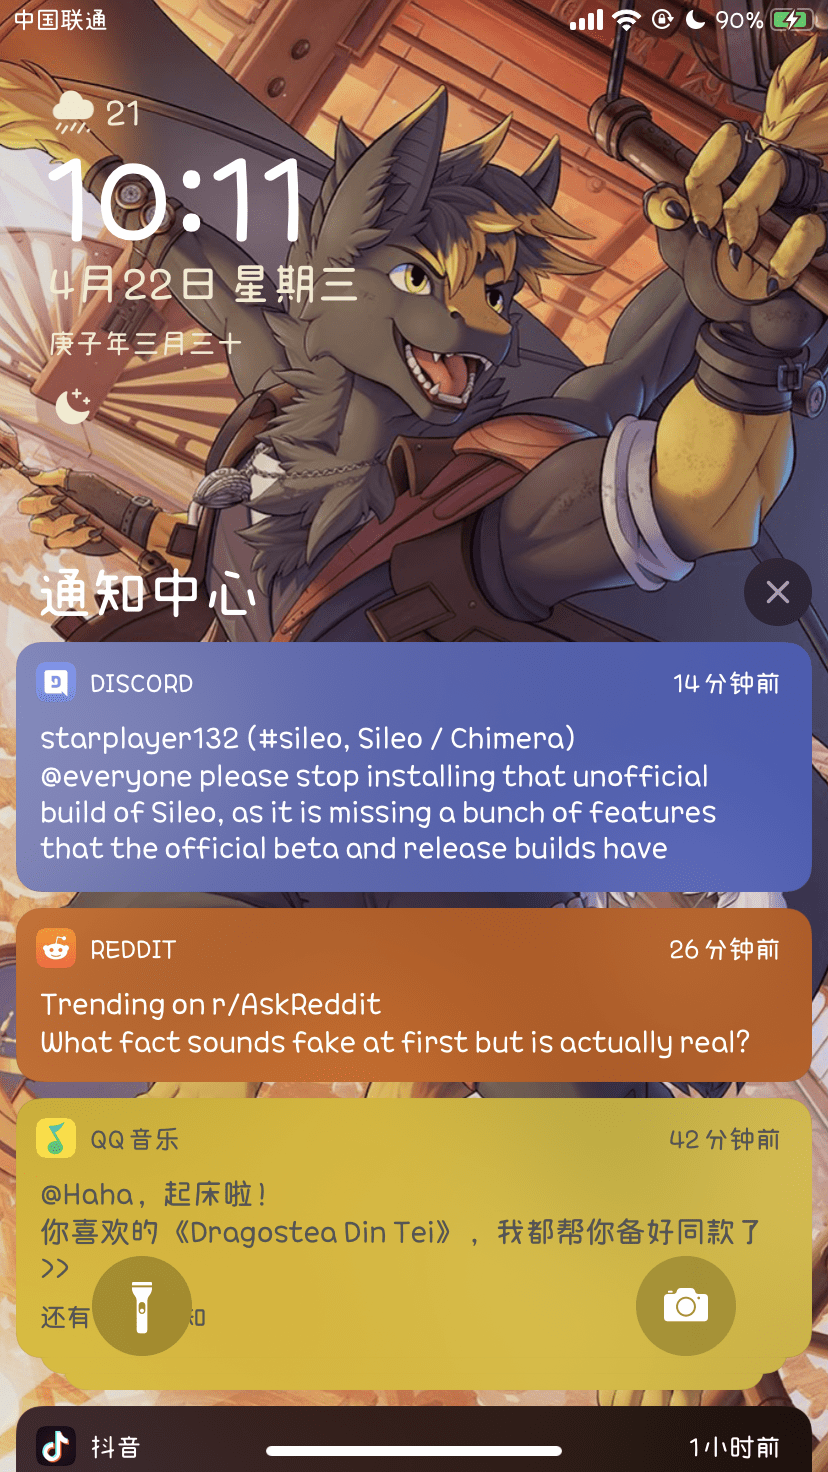 中国联通 90%
21
10:11
4月22日 星期三
庚子年三月三十
通知中心
DISCORD 14 分钟前
starplayer132 (#sileo, Sileo / Chimera)
@everyone please stop installing that unofficial
build of Sileo, as it is missing a bunch of features
that the official beta and release builds have
REDDIT 26 分钟前
Trending on r/AskReddit
What fact sounds fake at first but is actually real?
QQ 音乐 42 分钟前
@Haha，起床啦！
你喜欢的《Dragostea Din Tei》，我都帮你备好同款了
>>
还有 知
抖音 1 小时前